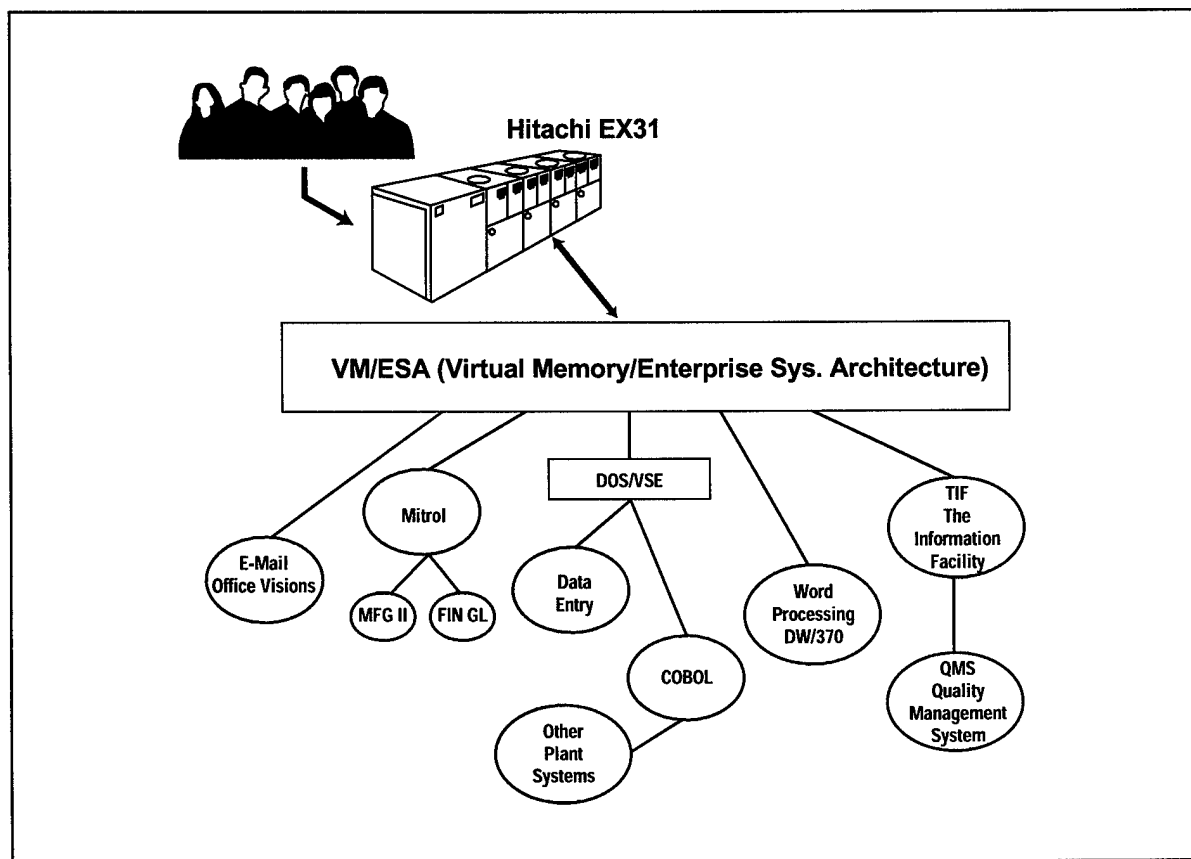 Hitachi EX31
VM/ESA (Virtual Memory/Enterprise Sys. Architecture)
E-Mail
Office Visions
Mitrol
MFG II
FIN GL
DOS/VSE
Data
Entry
COBOL
Other
Plant
Systems
Word
Processing
DW/370
TIF
The
Information
Facility
QMS
Quality
Management
System